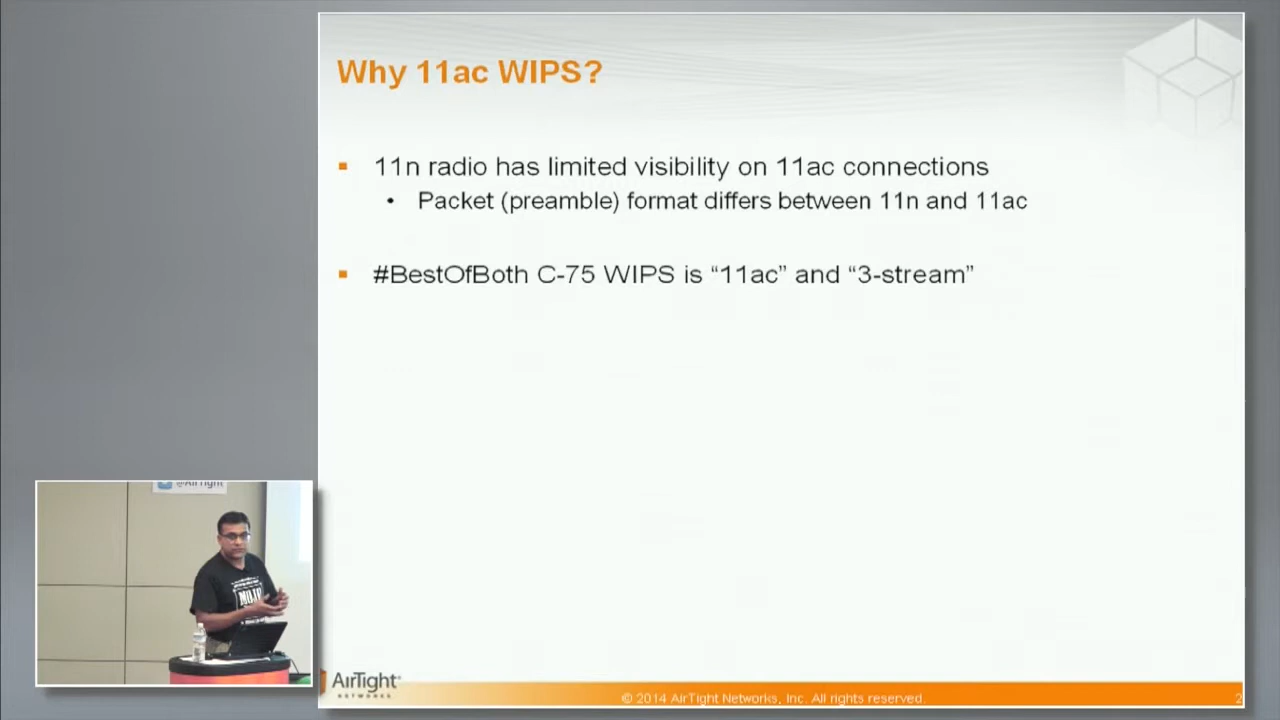 Why 11ac WIPS?
11n radio has limited visibility on 11ac connections
Packet (preamble) format differs between 11n and 11ac
#BestOfBoth C-75 WIPS is “11ac” and “3-stream”
@AirTight
MOJO
AirTight
NETWORKS
© 2014 AirTight Networks, Inc. All rights reserved.
2